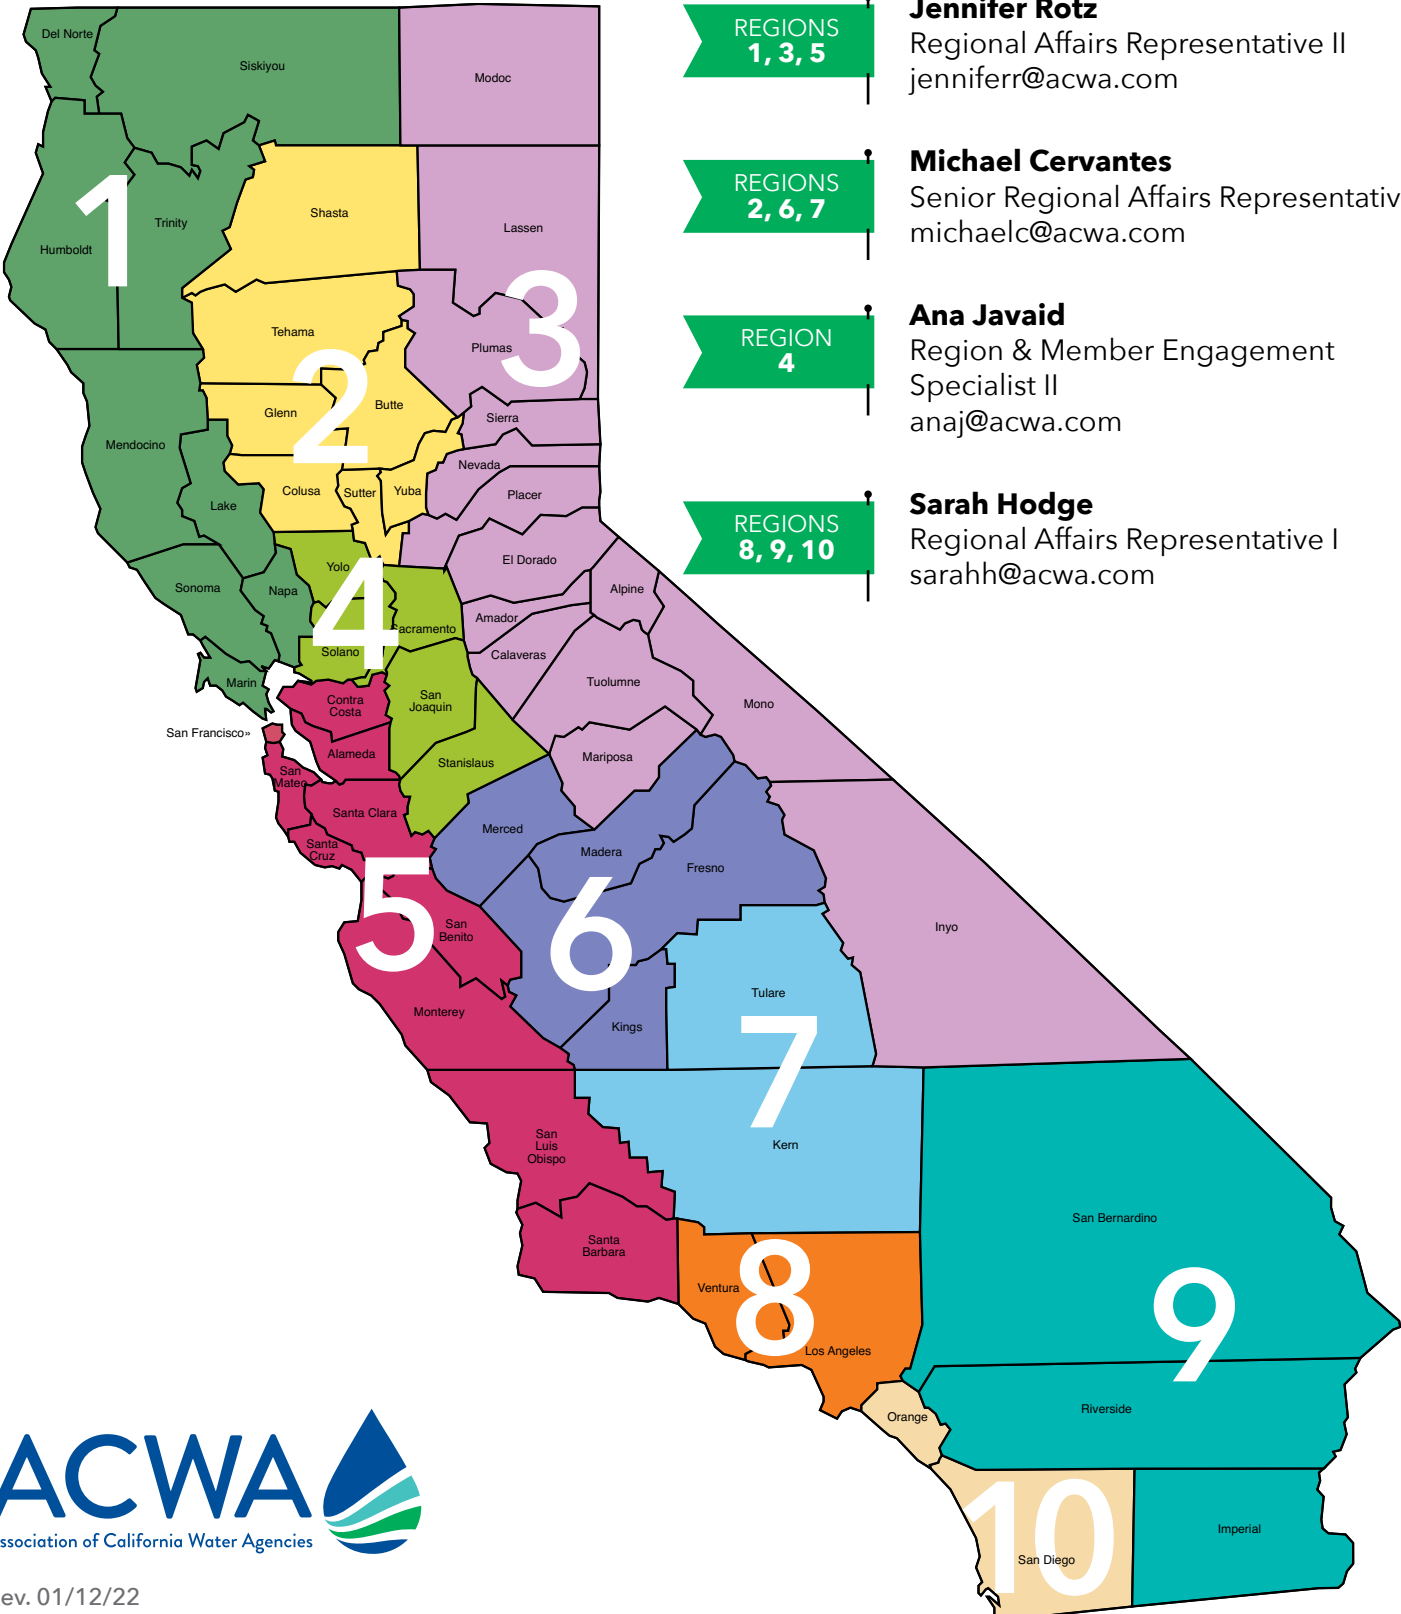 Jennifer Rotz
REGIONS
1, 3, 5
Regional Affairs Representative II
jenniferr@acwa.com
Michael Cervantes
REGIONS
2, 6, 7
Senior Regional Affairs Representativ
michaelc@acwa.com
Ana Javaid
REGION
4
Region & Member Engagement
Specialist II
anaj@acwa.com
Sarah Hodge
REGIONS
8, 9, 10
Regional Affairs Representative I
sarahh@acwa.com
Del Norte
Siskiyou
Modoc
1
Humboldt
Trinity
Shasta
Lassen
3
Tehama
Plumas
2
Glenn
Butte
Sierra
Mendocino
Nevada
Colusa
Sutter
Yuba
Placer
Lake
El Dorado
Yolo
4
Sonoma
Napa
Alpine
Amador
Sacramento
Solano
Calaveras
Marin
Tuolumne
Contra
Costa
San
Joaquin
Mono
San Francisco»
Alameda
Stanislaus
Mariposa
San
Mateo
Santa Clara
Merced
Santa
Cruz
Madera
Fresno
5
6
San
Benito
Inyo
Tulare
Monterey
Kings
7
Kern
San
Luis
Obispo
San Bernardino
Santa
Barbara
8
Ventura
9
Los Angeles
Orange
Riverside
10
Imperial
San Diego
ACWA
ssociation of California Water Agencies
ev. 01/12/22